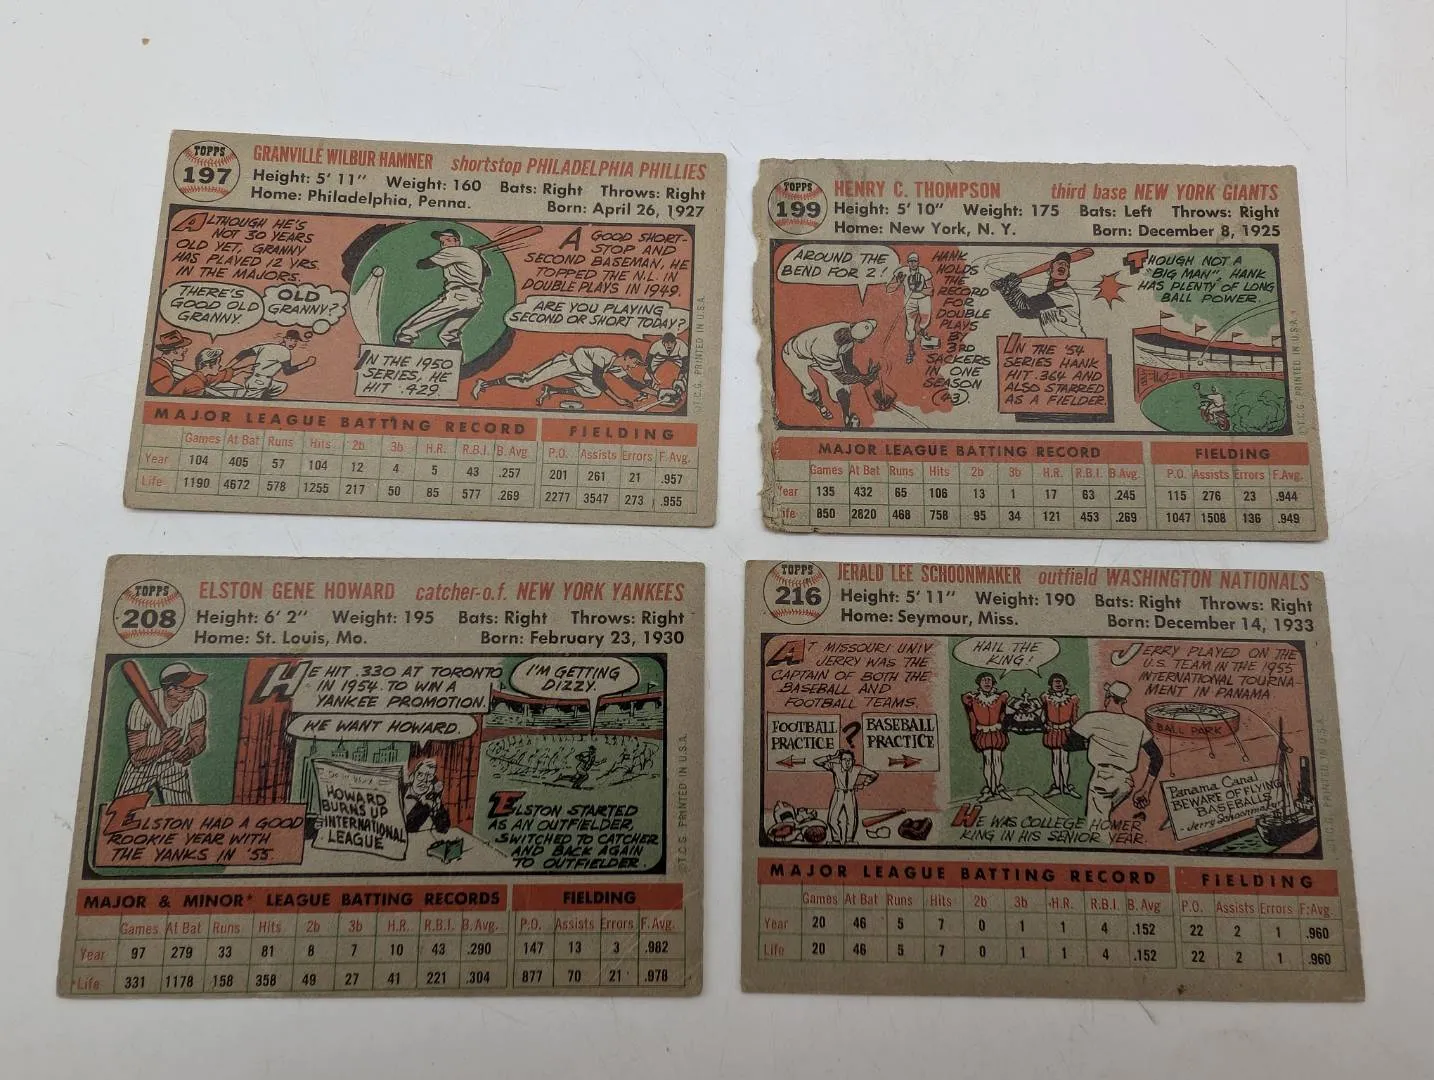 TOPPS
197
GRANVILLE WILBUR HAMNER shortstop PHILADELPHIA PHILLIES
Height: 5' 11" Weight: 160 Bats: Right Throws: Right
Home: Philadelphia, Penna. Born: April 26, 1927
ALTHOUGH HE'S
NOT 30 YEARS
OLD YET, GRANNY
HAS PLAYED 12 YRS.
IN THE MAJORS.
THERE'S
GOOD OLD
GRANNY.
OLD
GRANNY?
IN THE 1950
SERIES, HE
HIT .429.
A GOOD SHORT-
STOP AND
SECOND BASEMAN, HE
TOPPED THE N.L. IN
DOUBLE PLAYS IN 1949.
ARE YOU PLAYING
SECOND OR SHORT TODAY?
©T.C.G. PRINTED IN U.S.A.
MAJOR LEAGUE BATTING RECORD FIELDING
Games At Bat Runs Hits 2b 3b H.R. R.B.I. B. Avg. P.O. Assists Errors F. Avg.
Year 104 405 57 104 12 4 5 43 .257 201 261 21 .957
Life 1190 4672 578 1255 217 50 85 577 .269 2277 3547 273 .955
TOPPS
199
HENRY C. THOMPSON third base NEW YORK GIANTS
Height: 5' 10" Weight: 175 Bats: Left Throws: Right
Home: New York, N. Y. Born: December 8, 1925
AROUND THE
BEND FOR 2!
HANK
HOLDS
THE
RECORD
FOR
DOUBLE
PLAYS
BY
3RD
SACKERS
IN ONE
SEASON
(43).
GIANTS
IN THE '54
SERIES HANK
HIT .364 AND
ALSO STARRED
AS A FIELDER.
THOUGH NOT A
"BIG MAN", HANK
HAS PLENTY OF LONG
BALL POWER.
©T.C.G. PRINTED IN U.S.A.
MAJOR LEAGUE BATTING RECORD FIELDING
Games At Bat Runs Hits 2b 3b H.R. R.B.I. B.Avg. P.O. Assists Errors F.Avg.
Year 135 432 65 106 13 1 17 63 .245 115 276 23 .944
ife 850 2820 468 758 95 34 121 453 .269 1047 1508 136 .949
TOPPS
208
ELSTON GENE HOWARD catcher-o.f. NEW YORK YANKEES
Height: 6' 2" Weight: 195 Bats: Right Throws: Right
Home: St. Louis, Mo. Born: February 23, 1930
HE HIT .330 AT TORONTO
IN 1954 TO WIN A
YANKEE PROMOTION.
WE WANT HOWARD.
I'M GETTING
DIZZY.
HOWARD
BURNS UP
INTERNATIONAL
LEAGUE
ELSTON HAD A GOOD
ROOKIE YEAR WITH
THE YANKS IN '55.
ELSTON STARTED
AS AN OUTFIELDER,
SWITCHED TO CATCHER
AND BACK AGAIN
TO OUTFIELDER.
©T.C.G. PRINTED IN U.S.A.
MAJOR & MINOR* LEAGUE BATTING RECORDS FIELDING
Games At Bat Runs Hits 2b 3b H.R. R.B.I. B. Avg. P.O. Assists Errors F. Avg.
Year 97 279 33 81 8 7 10 43 .290 147 13 3 .982
*Life 331 1178 158 358 49 27 41 221 .304 877 70 21 .978
TOPPS
216
JERALD LEE SCHOONMAKER outfield WASHINGTON NATIONALS
Height: 5' 11" Weight: 190 Bats: Right Throws: Right
Home: Seymour, Miss. Born: December 14, 1933
AT MISSOURI UNIV
JERRY WAS THE
CAPTAIN OF BOTH THE
BASEBALL AND
FOOTBALL TEAMS.
FOOTBALL
PRACTICE
?
BASEBALL
PRACTICE
HAIL THE
KING!
HE WAS COLLEGE HOMER
KING IN HIS SENIOR YEAR.
JERRY PLAYED ON THE
U.S. TEAM IN THE 1955
INTERNATIONAL TOURNA-
MENT IN PANAMA.
BALL PARK
Panama Canal
BEWARE OF FLYING
BASEBALLS
- Jerry Schoonmaker
©T.C.G. PRINTED IN U.S.A.
MAJOR LEAGUE BATTING RECORD FIELDING
Games At Bat Runs Hits 2b 3b H.R. R.B.I. B. Avg P.O. Assists Errors F. Avg.
Year 20 46 5 7 0 1 1 4 .152 22 2 1 .960
Life 20 46 5 7 0 1 1 4 .152 22 2 1 .960